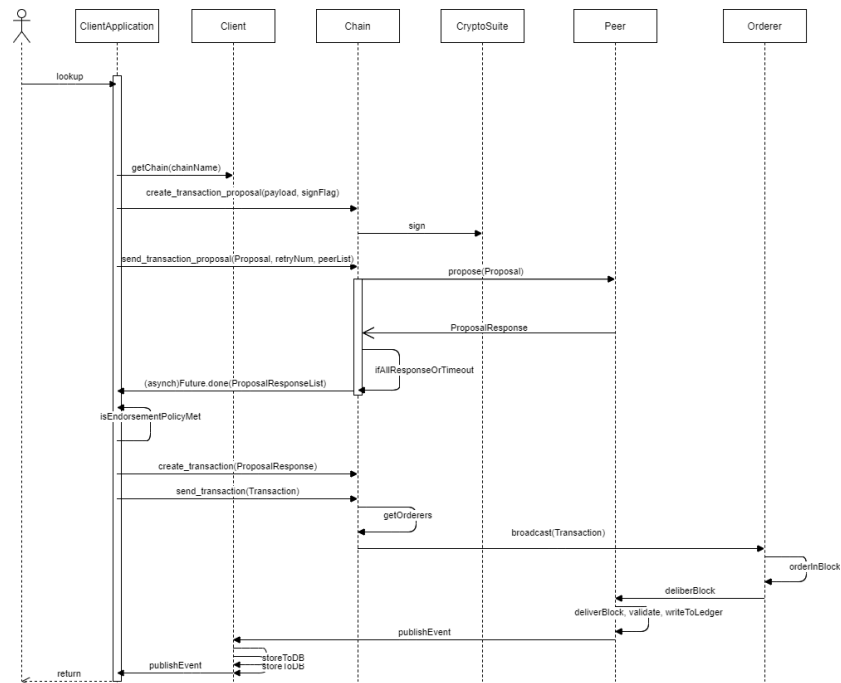 ClientApplication
Client
Chain
CryptoSuite
Peer
Orderer
lookup
getChain(chainName)
create_transaction_proposal(payload, signFlag)
sign
send_transaction_proposal(Proposal, retryNum, peerList)
propose(Proposal)
ProposalResponse
ifAllResponseOrTimeout
(asynch)Future.done(ProposalResponseList)
isEndorsementPolicyMet
create_transaction(ProposalResponse)
send_transaction(Transaction)
getOrderers
broadcast(Transaction)
orderInBlock
deliberBlock
deliverBlock, validate, writeToLedger
publishEvent
storeToDB
storeToDB
publishEvent
return